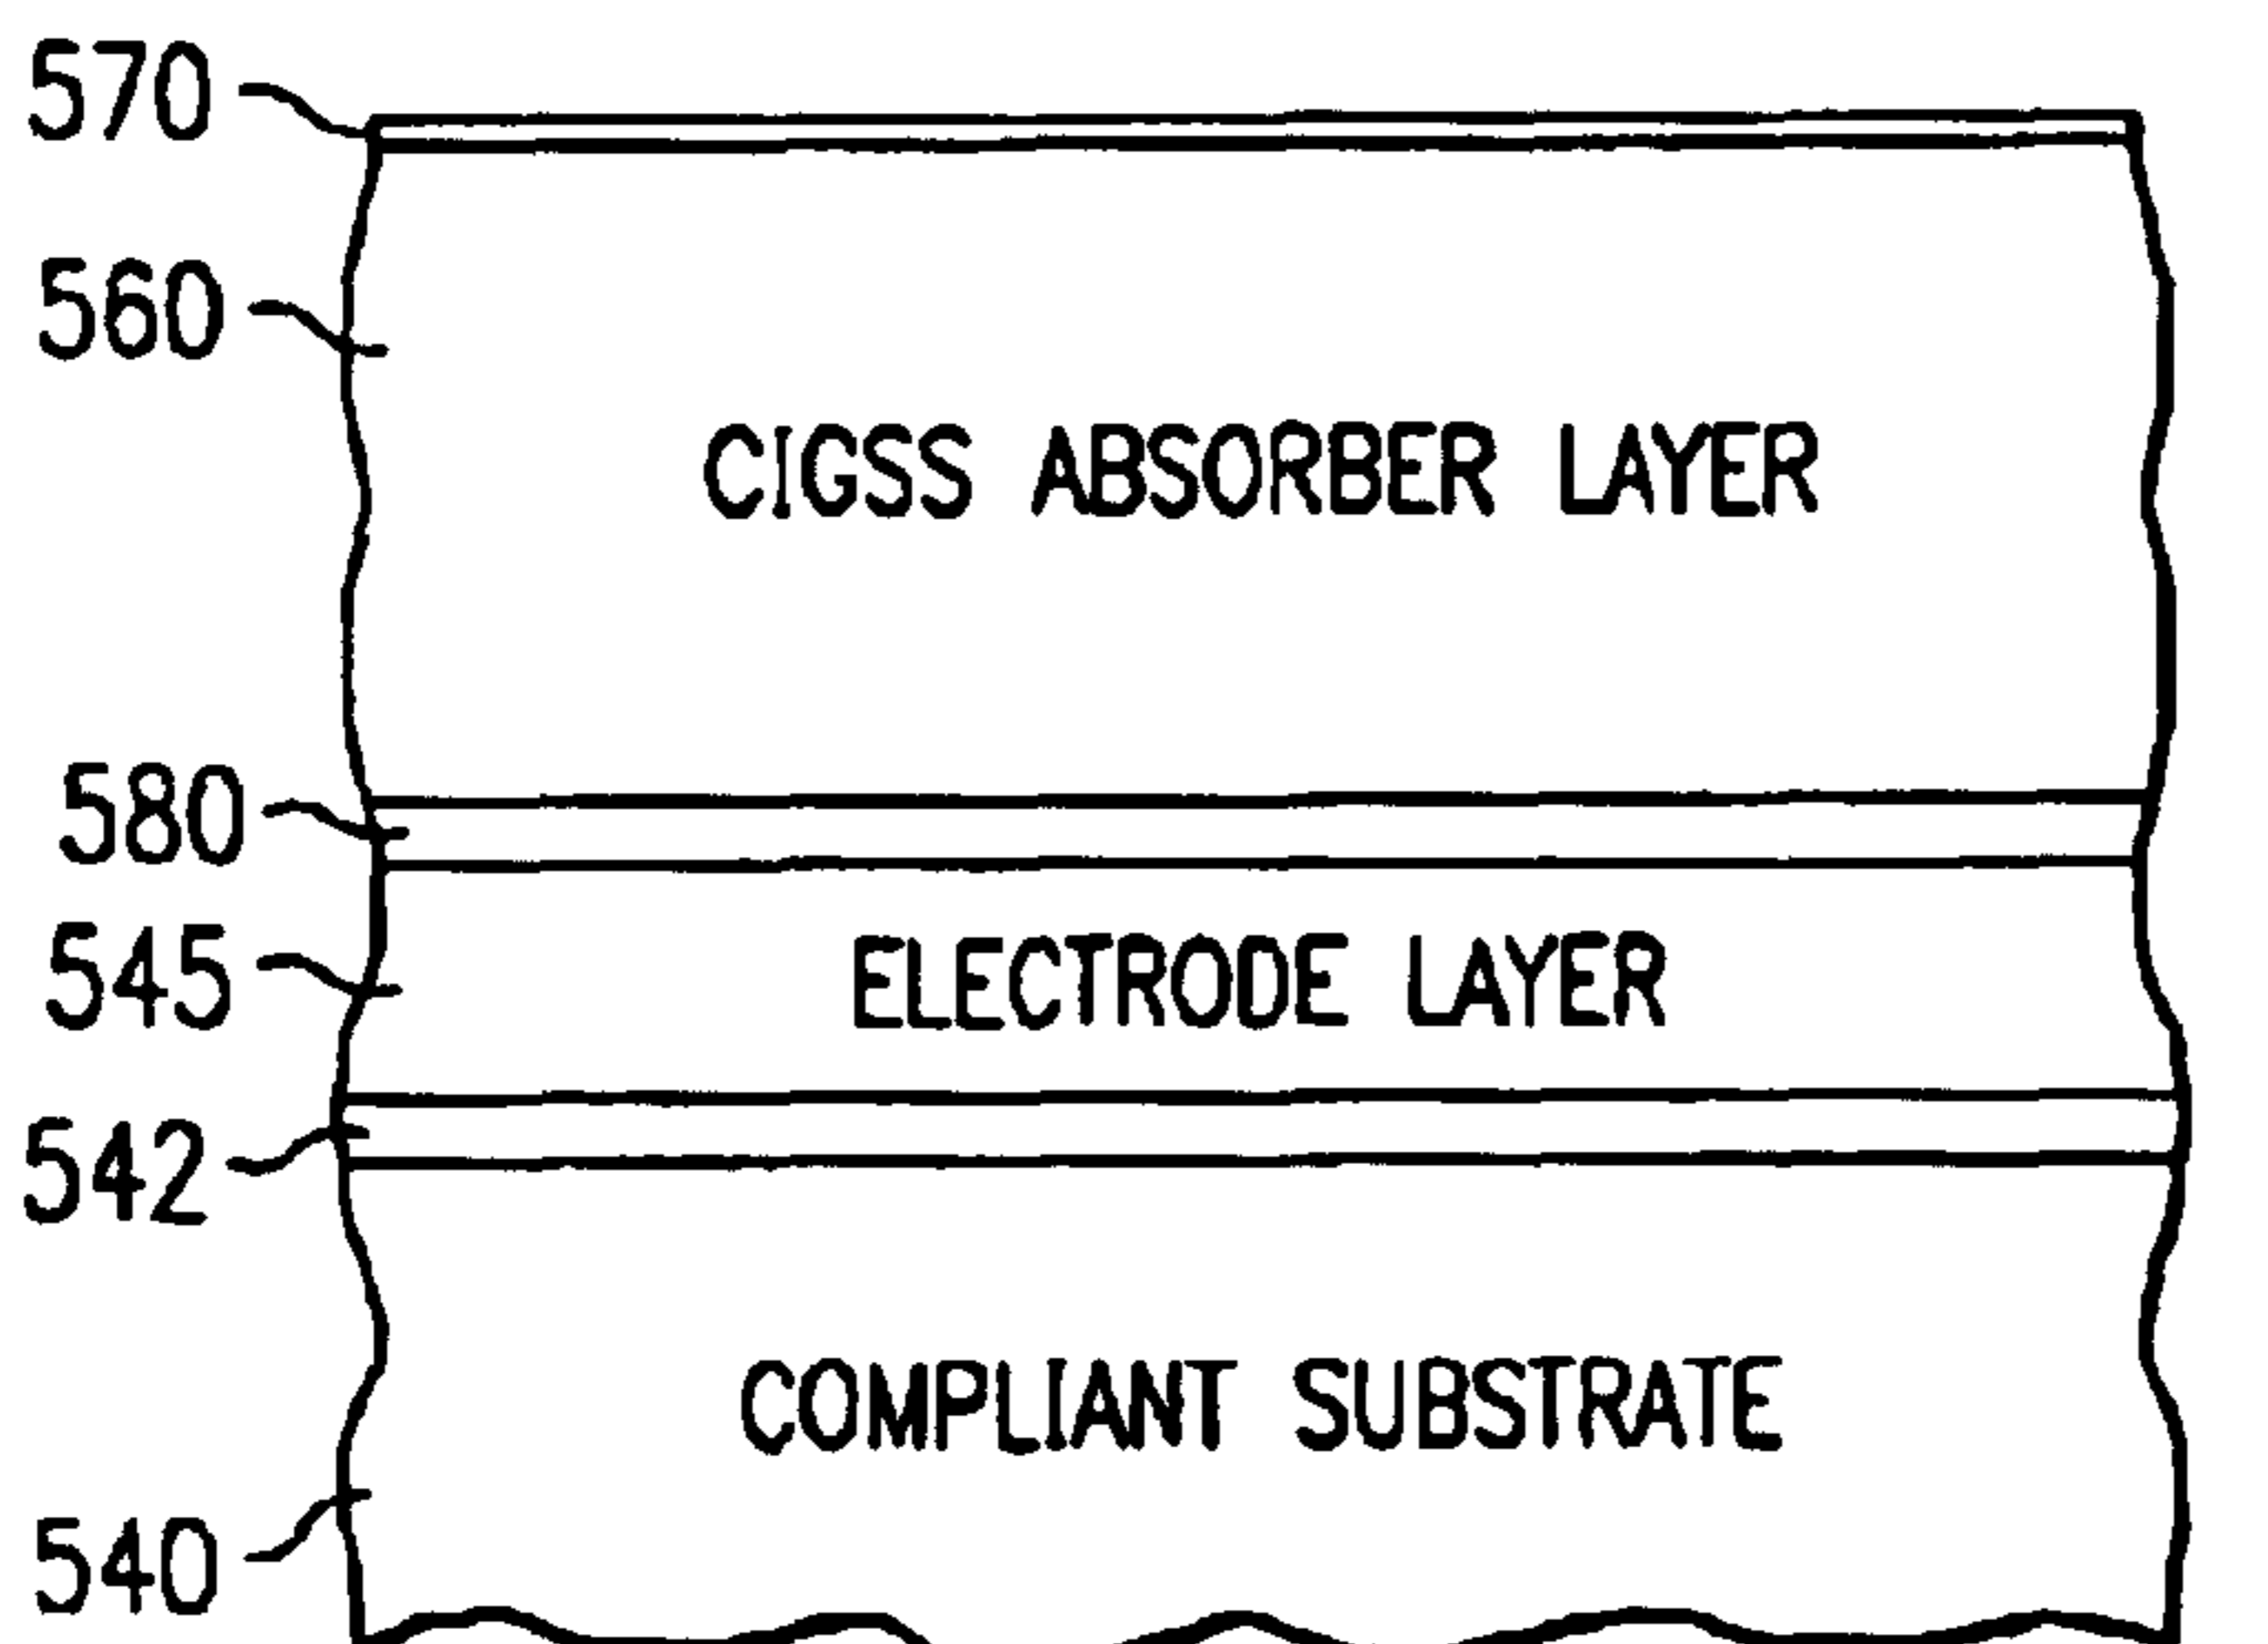 570
560
CIGSS ABSORBER LAYER
580
545
ELECTRODE LAYER
542
COMPLIANT SUBSTRATE
540